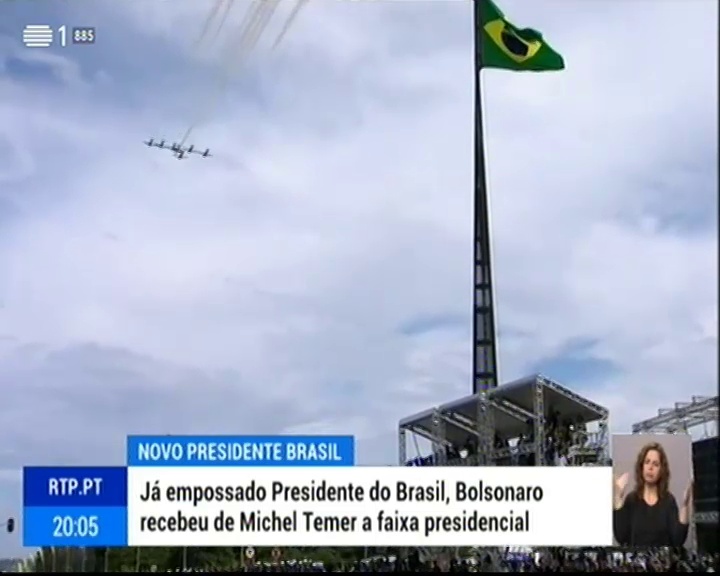 1 885
NOVO PRESIDENTE BRASIL
RTP.PT
Já empossado Presidente do Brasil, Bolsonaro
20:05
recebeu de Michel Temer a faixa presidencial